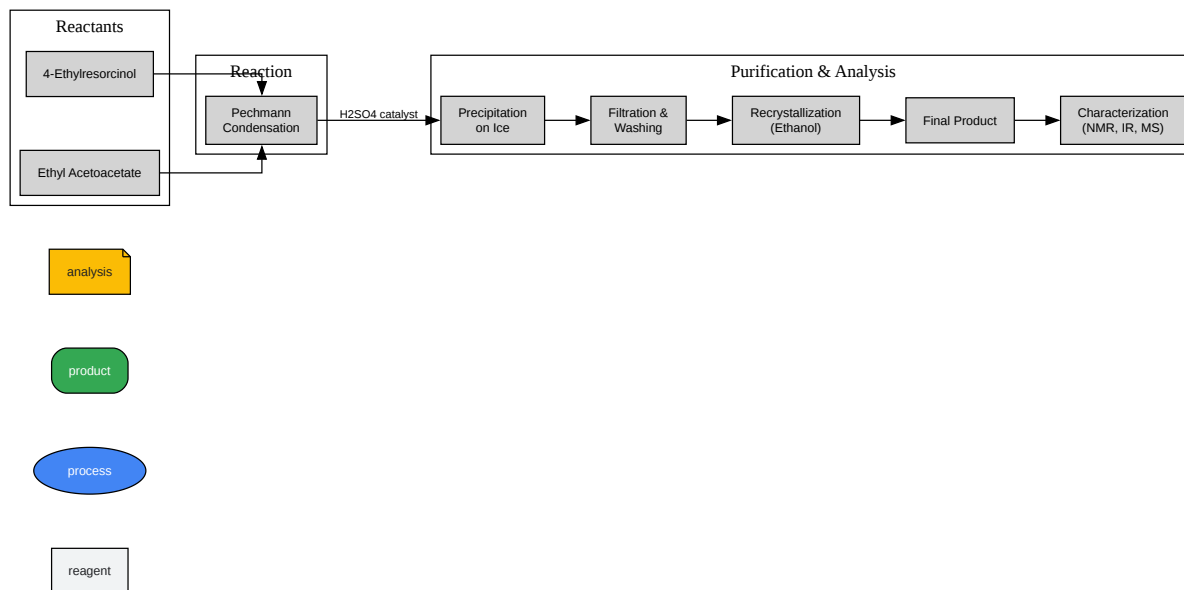 Reactants
4-Ethylresorcinol
Ethyl Acetoacetate
Reaction
Pechmann
Condensation
H2SO4 catalyst
Purification & Analysis
Precipitation
on Ice
Filtration &
Washing
Recrystallization
(Ethanol)
Final Product
Characterization
(NMR, IR, MS)
analysis
product
process
reagent